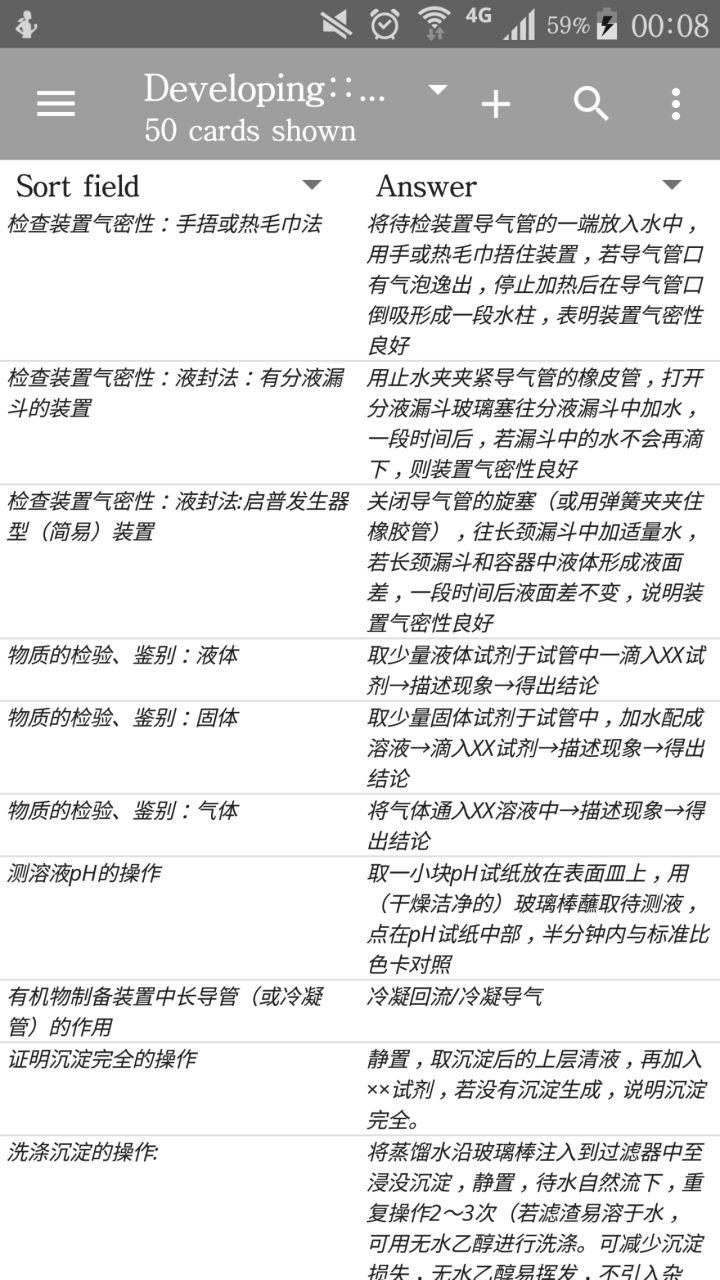 4G 59% 00:08
Developing::...
50 cards shown
Sort field
Answer
检查装置气密性：手捂或热毛巾法
将待检装置导气管的一端放入水中，
用手或热毛巾捂住装置，若导气管口
有气泡逸出，停止加热后在导气管口
倒吸形成一段水柱，表明装置气密性
良好
检查装置气密性：液封法：有分液漏
斗的装置
用止水夹夹紧导气管的橡皮管，打开
分液漏斗玻璃塞往分液漏斗中加水，
一段时间后，若漏斗中的水不会再滴
下，则装置气密性良好
检查装置气密性：液封法:启普发生器
型（简易）装置
关闭导气管的旋塞（或用弹簧夹夹住
橡胶管），往长颈漏斗中加适量水，
若长颈漏斗和容器中液体形成液面
差，一段时间后液面差不变，说明装
置气密性良好
物质的检验、鉴别：液体
取少量液体试剂于试管中一滴入XX试
剂→描述现象→得出结论
物质的检验、鉴别：固体
取少量固体试剂于试管中，加水配成
溶液→滴入XX试剂→描述现象→得出
结论
物质的检验、鉴别：气体
将气体通入XX溶液中→描述现象→得
出结论
测溶液pH的操作
取一小块pH试纸放在表面皿上，用
（干燥洁净的）玻璃棒蘸取待测液，
点在pH试纸中部，半分钟内与标准比
色卡对照
有机物制备装置中长导管（或冷凝
管）的作用
冷凝回流/冷凝导气
证明沉淀完全的操作
静置，取沉淀后的上层清液，再加入
××试剂，若没有沉淀生成，说明沉淀
完全。
洗涤沉淀的操作:
将蒸馏水沿玻璃棒注入到过滤器中至
浸没沉淀，静置，待水自然流下，重
复操作2～3次（若滤渣易溶于水，
可用无水乙醇进行洗涤。可减少沉淀
损失，无水乙醇易挥发，不引入杂